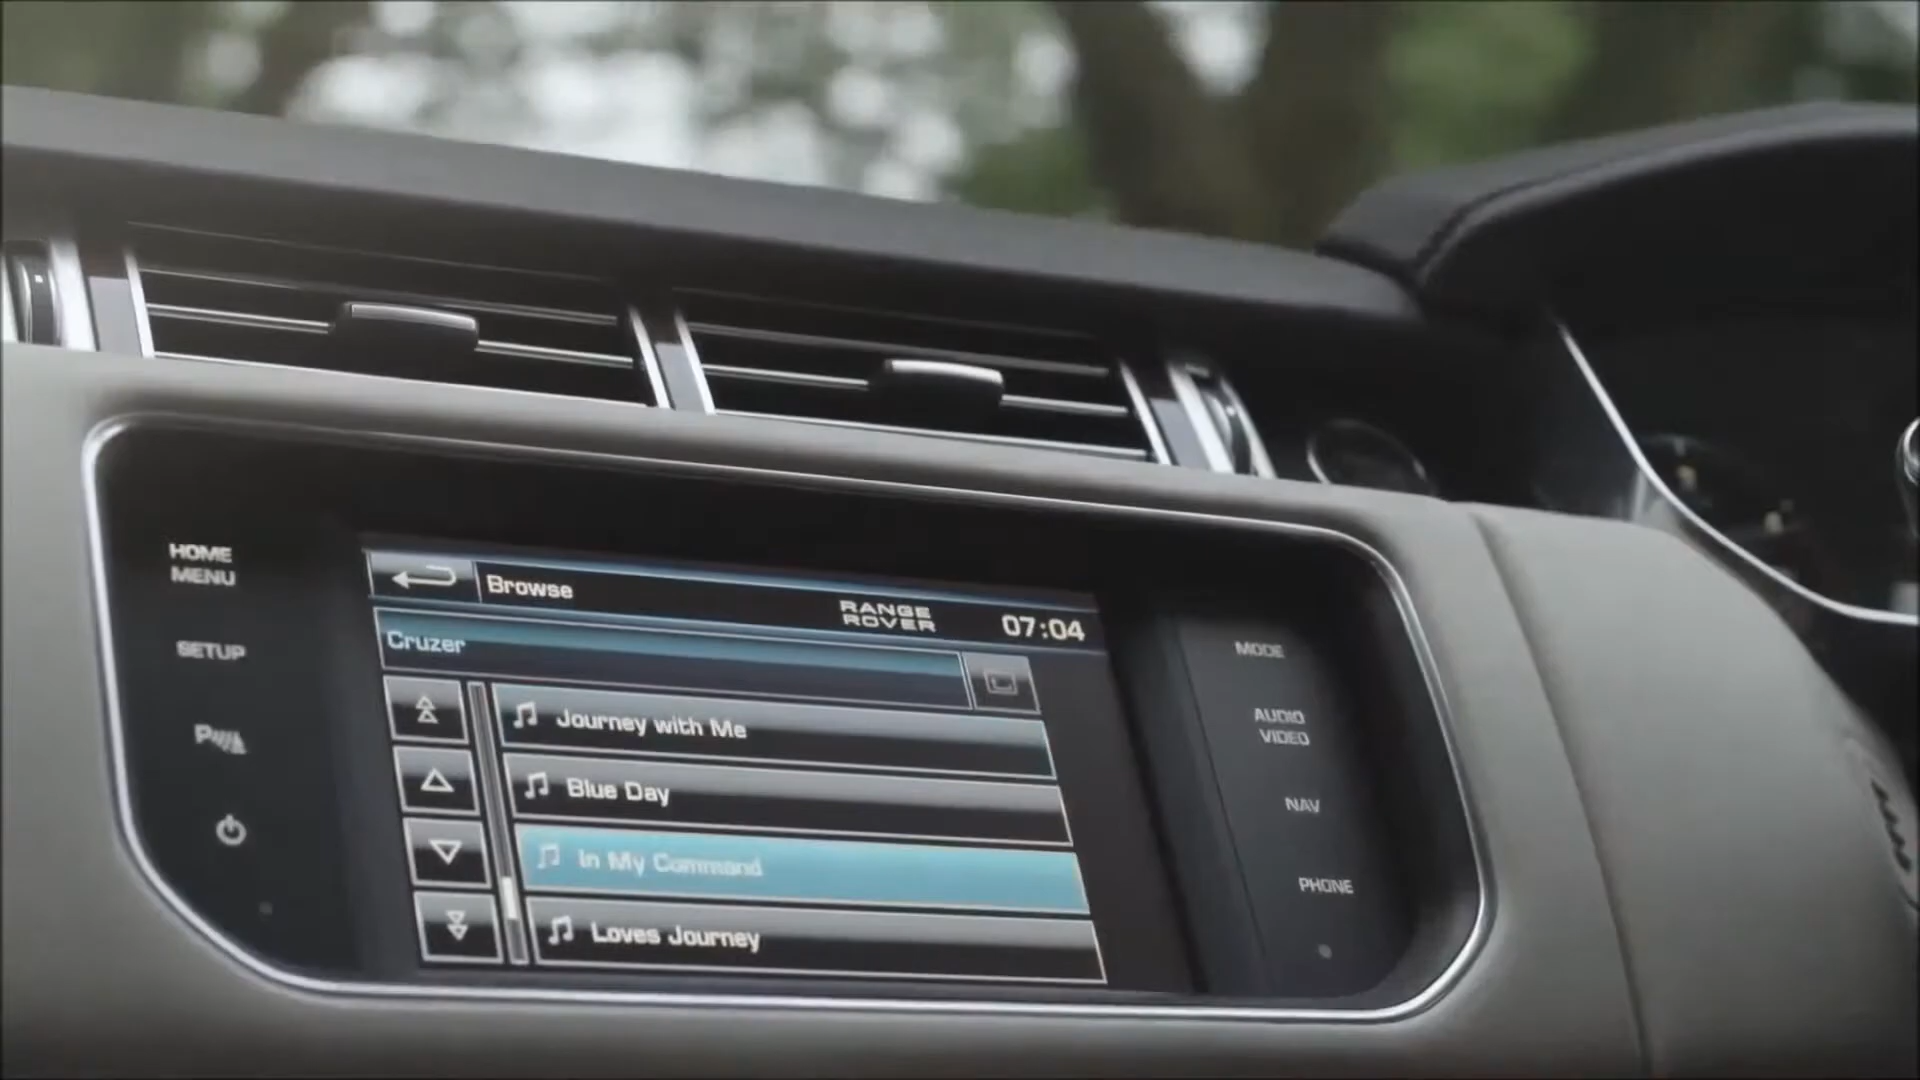 HOME
MENU
SETUP
Browse
RANGE
ROVER
07:04
Cruzer
Journey with Me
Blue Day
In My Command
Loves Journey
MODE
AUDIO
VIDEO
NAV
PHONE